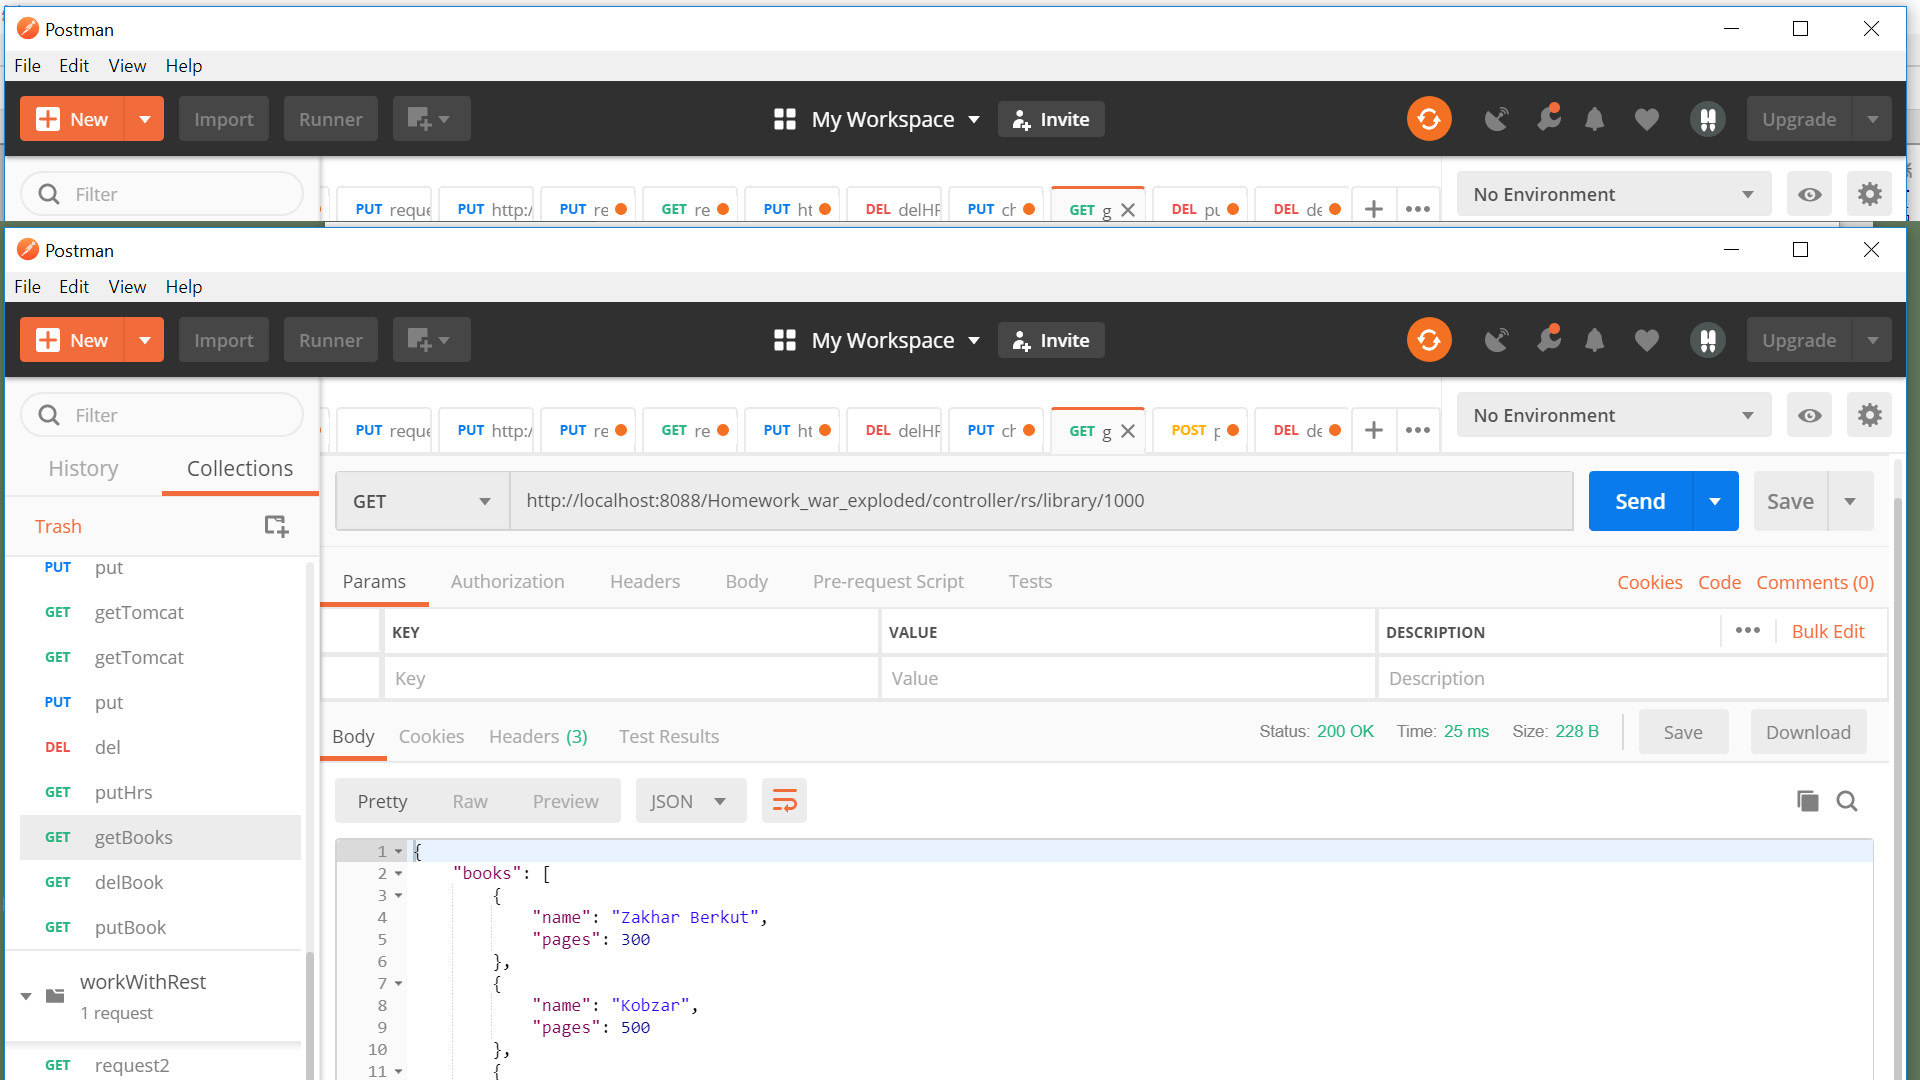 Postman
File Edit View Help
New Import Runner My Workspace Invite Upgrade
Filter PUT reque PUT http:/ PUT re GET re PUT ht DEL delHF PUT ch GET g DEL pu DEL de No Environment
Postman
File Edit View Help
New Import Runner My Workspace Invite Upgrade
Filter PUT reque PUT http:/ PUT re GET re PUT ht DEL delHF PUT ch GET g POST p DEL de No Environment
History Collections
Trash
PUT put
GET getTomcat
GET getTomcat
PUT put
DEL del
GET putHrs
GET getBooks
GET delBook
GET putBook
workWithRest
1 request
GET request2
GET http://localhost:8088/Homework_war_exploded/controller/rs/library/1000 Send Save
Params Authorization Headers Body Pre-request Script Tests Cookies Code Comments (0)
KEY VALUE DESCRIPTION Bulk Edit
Key Value Description
Body Cookies Headers (3) Test Results Status: 200 OK Time: 25 ms Size: 228 B Save Download
Pretty Raw Preview JSON
1 {
2 "books": [
3 {
4 "name": "Zakhar Berkut",
5 "pages": 300
6 },
7 {
8 "name": "Kobzar",
9 "pages": 500
10 },
11 {